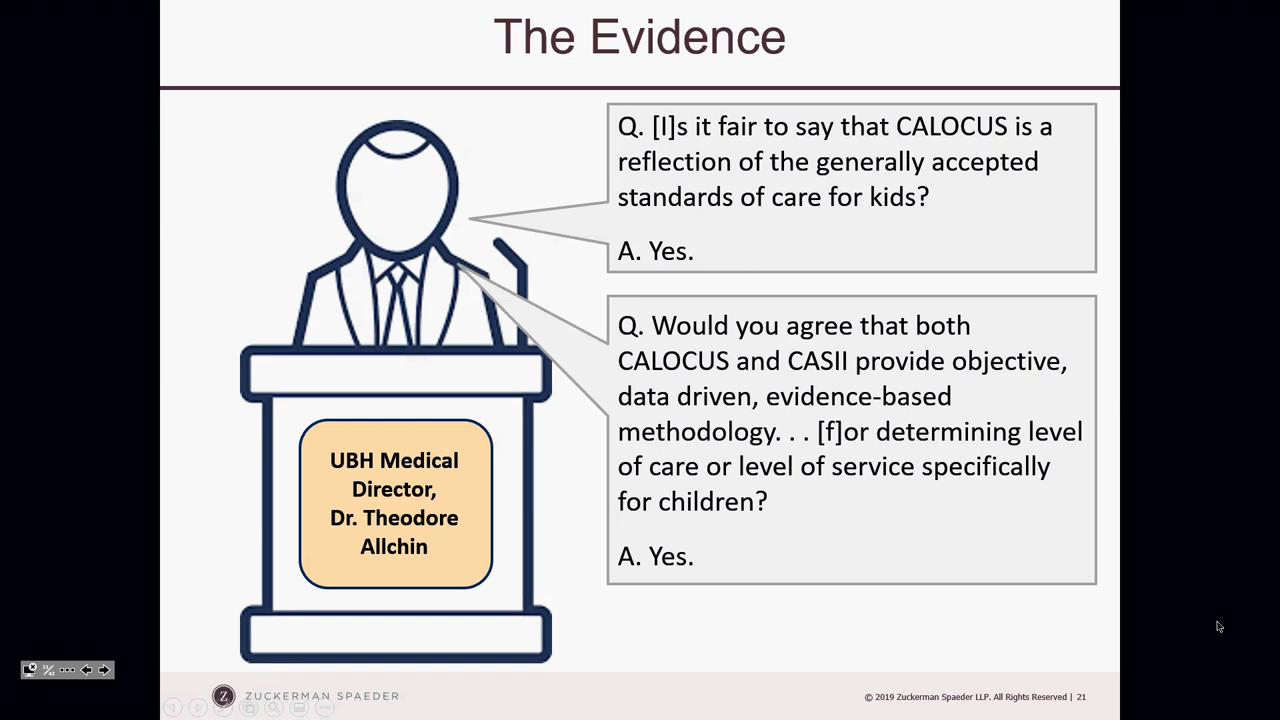 The Evidence
Q. [I]s it fair to say that CALOCUS is a
reflection of the generally accepted
standards of care for kids?
A. Yes.
Q. Would you agree that both
CALOCUS and CASII provide objective,
data driven, evidence-based
methodology. . . [f]or determining level
of care or level of service specifically
for children?
A. Yes.
UBH Medical
Director,
Dr. Theodore
Allchin
Z ZUCKERMAN SPAEDER
© 2019 Zuckerman Spaeder LLP. All Rights Reserved | 21